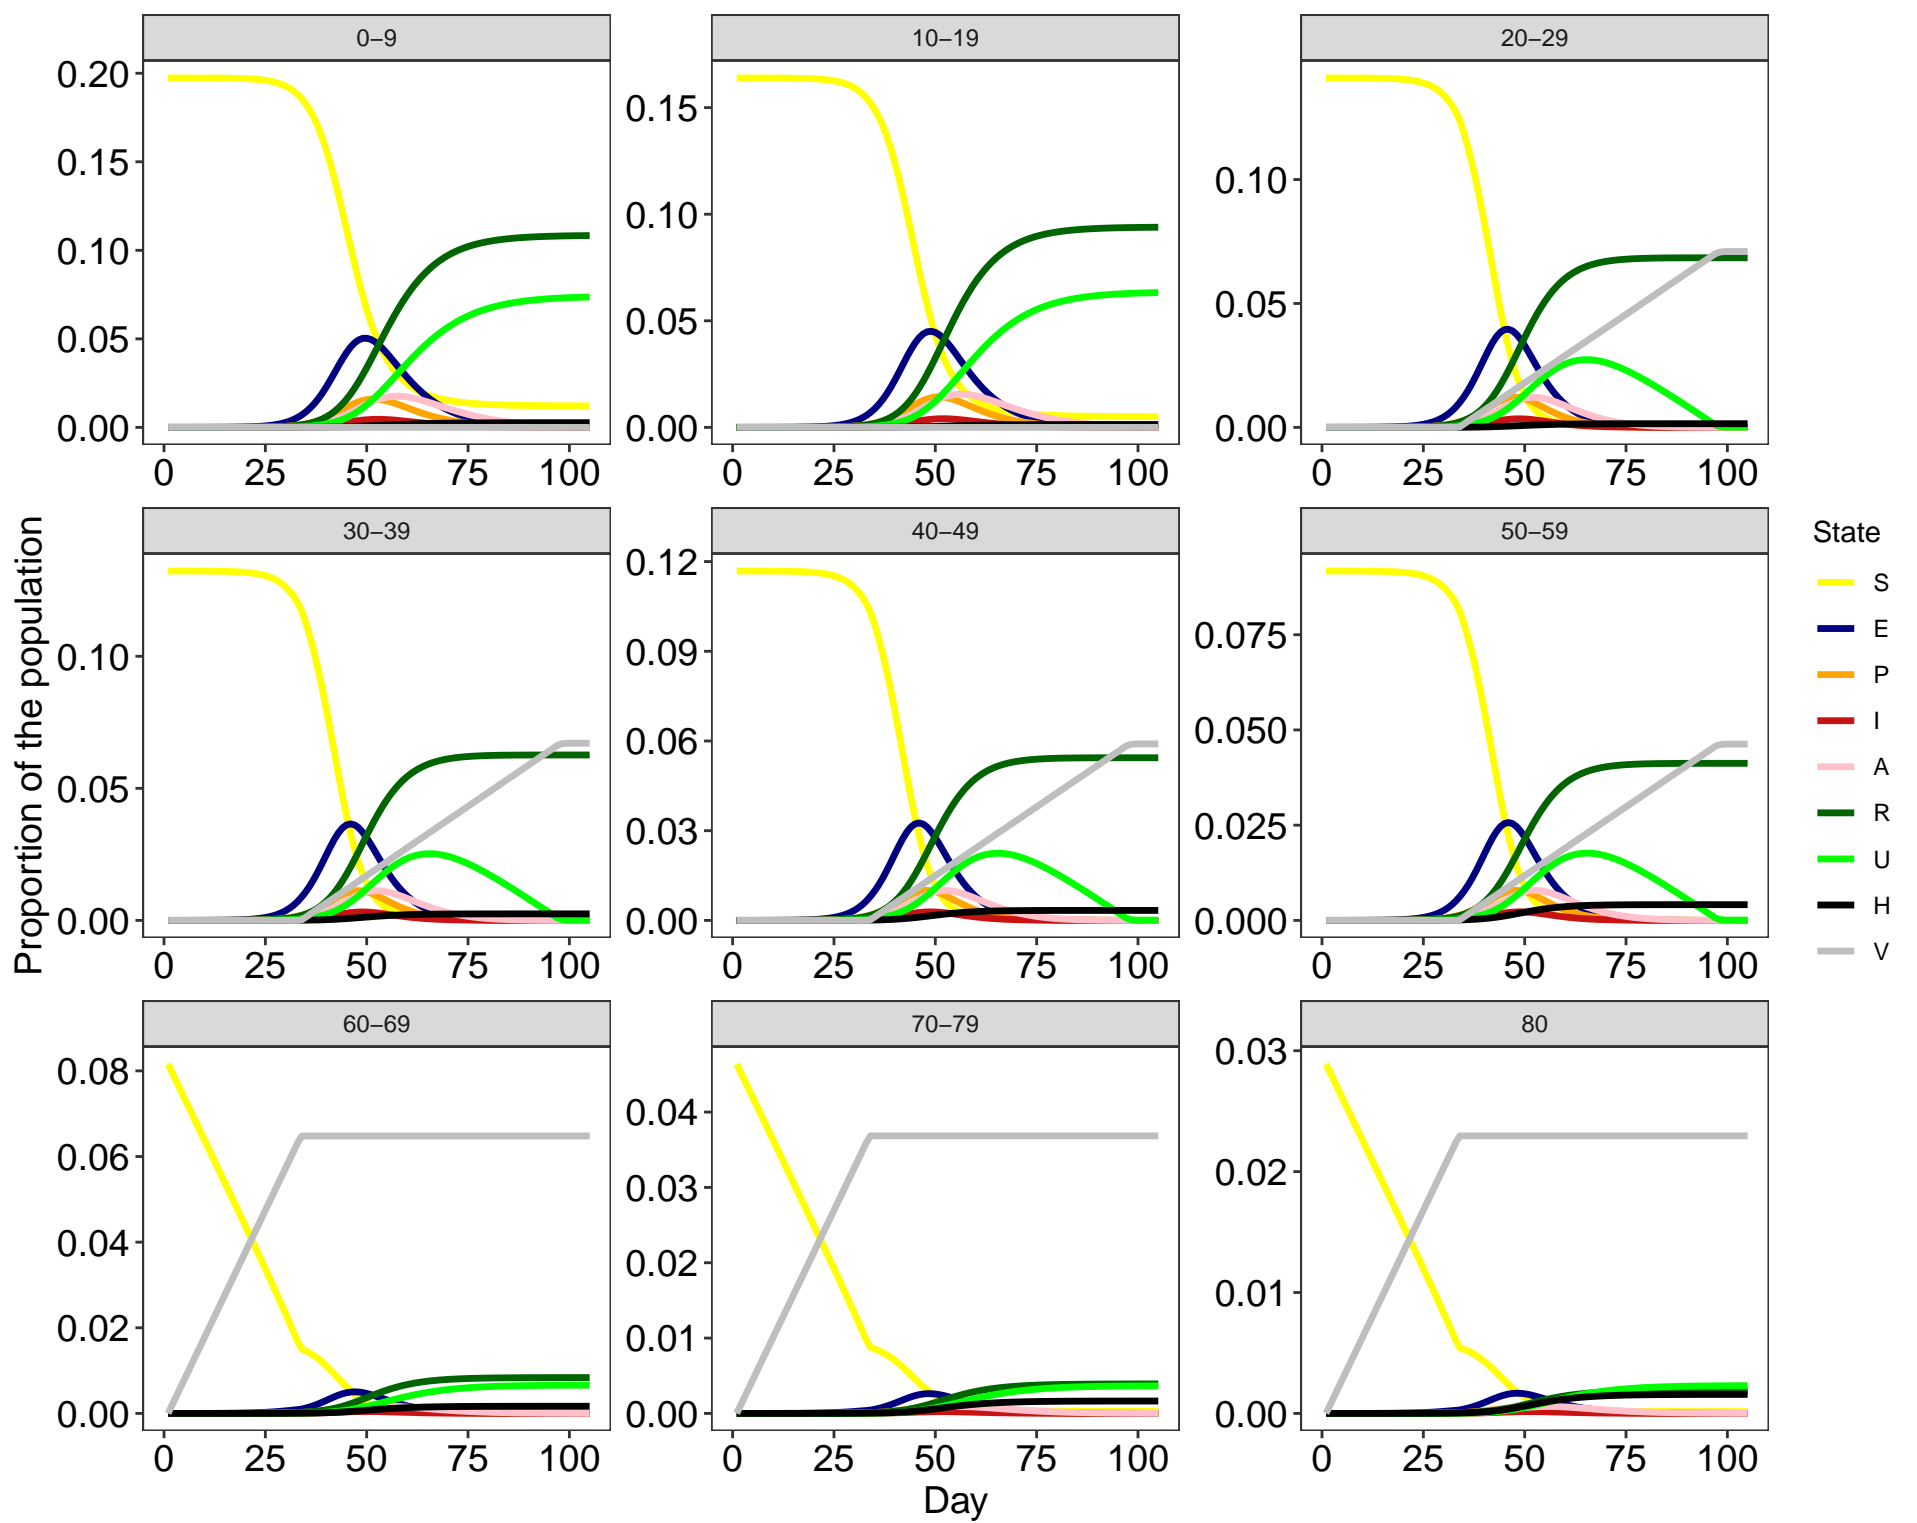 0–9
10–19
20–29
0.20
0.15
0.10
0.05
0.00
0.15
0.10
0.05
0.00
0.10
0.05
0.00
0 25 50 75 100
0 25 50 75 100
0 25 50 75 100
30–39
40–49
50–59
0.10
0.05
0.00
0.12
0.09
0.06
0.03
0.00
0.075
0.050
0.025
0.000
0 25 50 75 100
0 25 50 75 100
0 25 50 75 100
60–69
70–79
80
0.08
0.06
0.04
0.02
0.00
0.04
0.03
0.02
0.01
0.00
0.03
0.02
0.01
0.00
0 25 50 75 100
0 25 50 75 100
0 25 50 75 100
Day
Proportion of the population
State
S
E
P
I
A
R
U
H
V